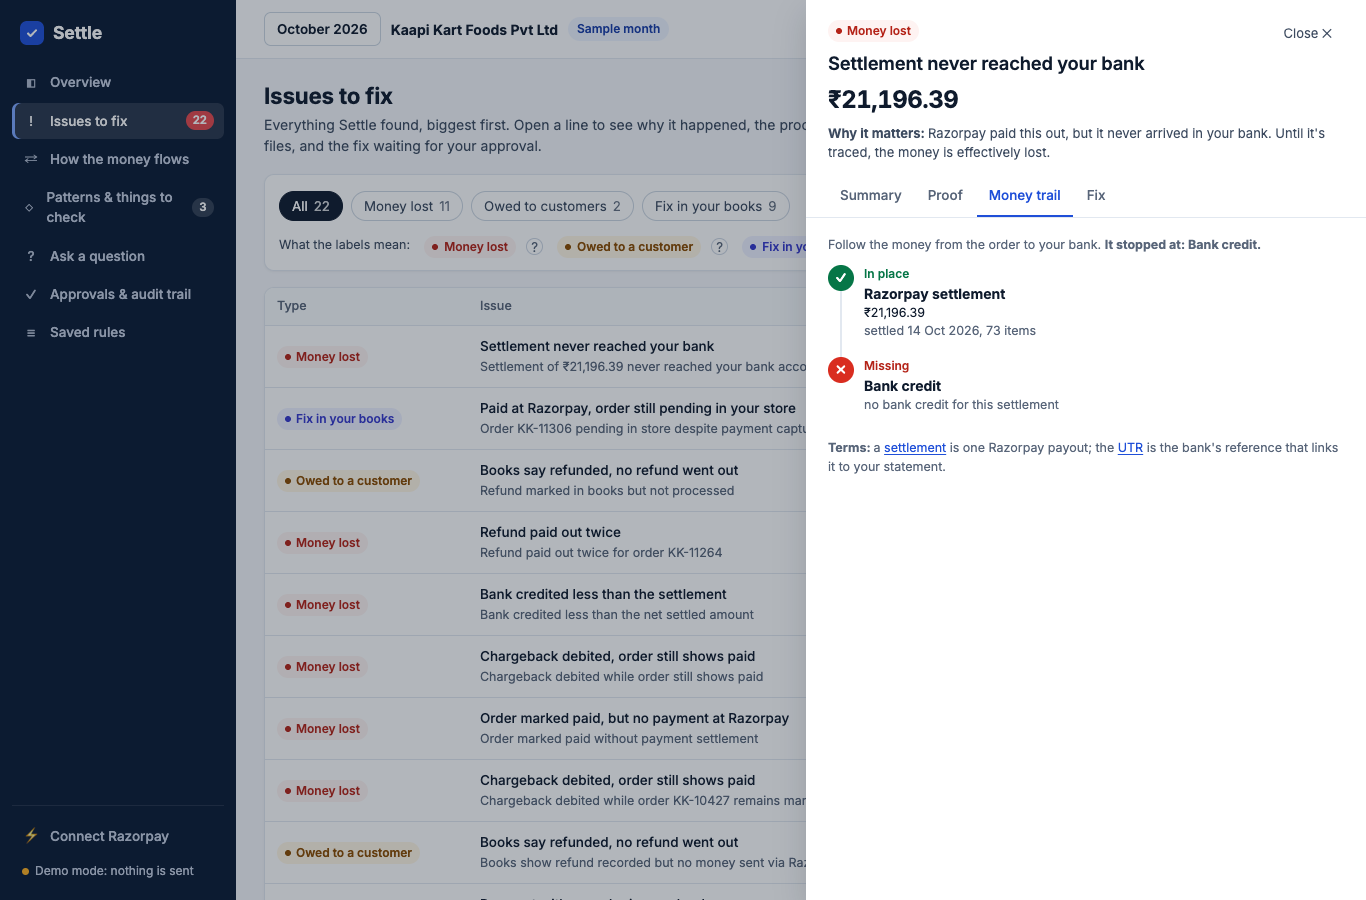 Settle
Overview
! Issues to fix 22
How the money flows
Patterns & things to
check 3
? Ask a question
Approvals & audit trail
Saved rules
Connect Razorpay
Demo mode: nothing is sent
October 2026 Kaapi Kart Foods Pvt Ltd Sample month
Issues to fix
Everything Settle found, biggest first. Open a line to see why it happened, the proo
files, and the fix waiting for your approval.
All 22 Money lost 11 Owed to customers 2 Fix in your books 9
What the labels mean: Money lost ? Owed to a customer ? Fix in yo
Type Issue
Money lost
Settlement never reached your bank
Settlement of ₹21,196.39 never reached your bank acco
Fix in your books
Paid at Razorpay, order still pending in your store
Order KK-11306 pending in store despite payment captu
Owed to a customer
Books say refunded, no refund went out
Refund marked in books but not processed
Money lost
Refund paid out twice
Refund paid out twice for order KK-11264
Money lost
Bank credited less than the settlement
Bank credited less than the net settled amount
Money lost
Chargeback debited, order still shows paid
Chargeback debited while order still shows paid
Money lost
Order marked paid, but no payment at Razorpay
Order marked paid without payment settlement
Money lost
Chargeback debited, order still shows paid
Chargeback debited while order KK-10427 remains mar
Owed to a customer
Books say refunded, no refund went out
Books show refund recorded but no money sent via Raz
Money lost
Close ×
Settlement never reached your bank
₹21,196.39
Why it matters: Razorpay paid this out, but it never arrived in your bank. Until it's
traced, the money is effectively lost.
Summary Proof Money trail Fix
Follow the money from the order to your bank. It stopped at: Bank credit.
In place
Razorpay settlement
₹21,196.39
settled 14 Oct 2026, 73 items
Missing
Bank credit
no bank credit for this settlement
Terms: a settlement is one Razorpay payout; the UTR is the bank's reference that links
it to your statement.